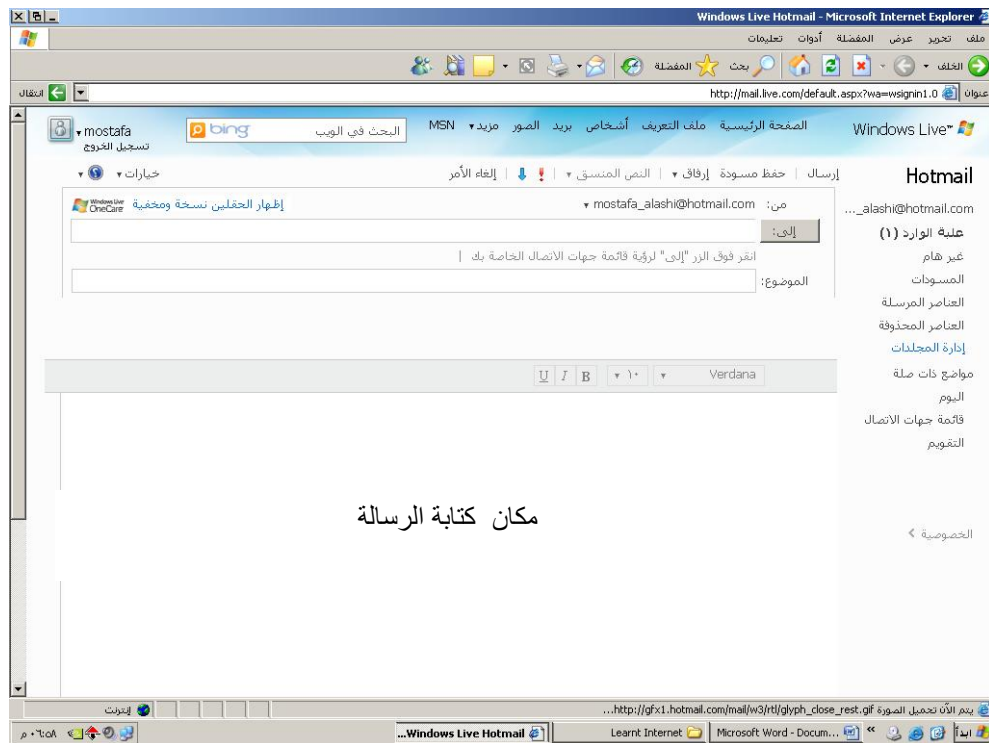 Windows Live Hotmail - Microsoft Internet Explorer
ملف تحرير عرض المفضلة أدوات تعليمات
الخلف بحث المفضلة
عنوان http://mail.live.com/default.aspx?wa=wsignin1.0 انتقال
Windows Live™ الصفحة الرئيسية ملف التعريف أشخاص بريد الصور مزيد MSN البحث في الويب bing mostafa
تسجيل الخروج
Hotmail إرسال | حفظ مسودة إرفاق | النص المنسق | ! | إلغاء الأمر خيارات
..._alashi@hotmail.com من: mostafa_alashi@hotmail.com إظهار الحقلين نسخة ومخفية Windows Live OneCare
علبة الوارد (١) إلى:
غير هام انقر فوق الزر "إلى" لرؤية قائمة جهات الاتصال الخاصة بك |
المسودات الموضوع:
العناصر المرسلة
العناصر المحذوفة
إدارة المجلدات
مواضع ذات صلة Verdana ١٠ B I U
اليوم
قائمة جهات الاتصال
التقويم
مكان كتابة الرسالة
الخصوصية
يتم الآن تحميل الصورة http://gfx1.hotmail.com/mail/w3/rtl/glyph_close_rest.gif... إنترنت
ابدأ « Microsoft Word - Docum... Learnt Internet Windows Live Hotmail... ٠٦:٥٨ م